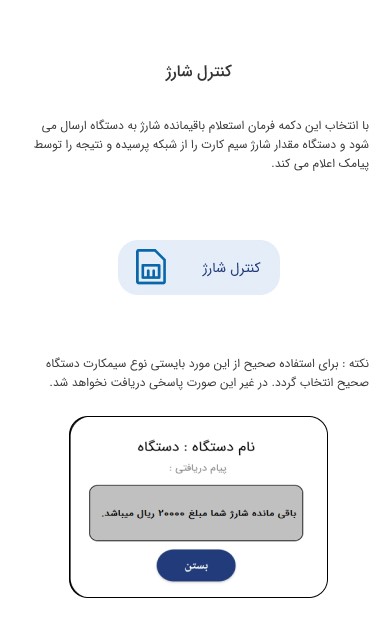 کنترل شارژ
با انتخاب این دکمه فرمان استعلام باقیمانده شارژ به دستگاه ارسال می
شود و دستگاه مقدار شارژ سیم کارت را از شبکه پرسیده و نتیجه را توسط
پیامک اعلام می کند.
کنترل شارژ
نکته : برای استفاده صحیح از این مورد بایستی نوع سیمکارت دستگاه
صحیح انتخاب گردد. در غیر این صورت پاسخی دریافت نخواهد شد.
نام دستگاه : دستگاه
پیام دریافتی :
باقی مانده شارژ شما مبلغ 20000 ریال میباشد.
بستن